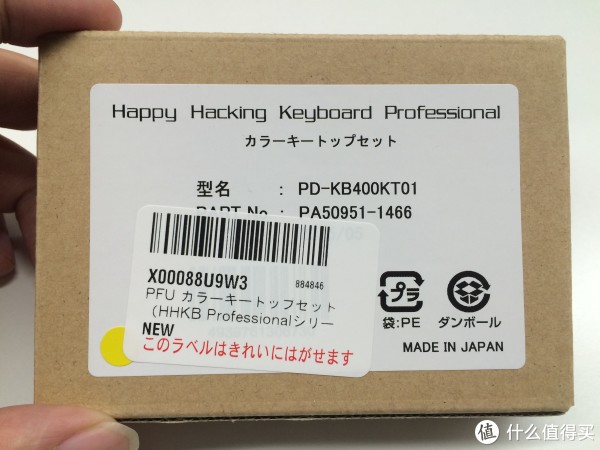 Happy Hacking Keyboard Professional
カラーキートップセット
型名 : PD-KB400KT01
PART No. : PA50951-1466
X00088U9W3
884846
PFU カラーキートップセット
(HHKB Professionalシリー
NEW
このラベルはきれいにはがせます
プラ
袋:PE
ダンボール
MADE IN JAPAN
值 什么值得买